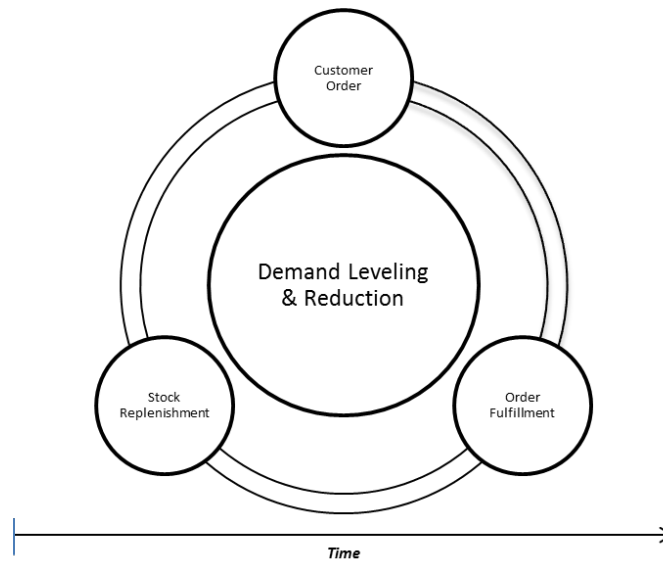 Customer
Order
Demand Leveling
& Reduction
Stock
Replenishment
Order
Fulfillment
Time